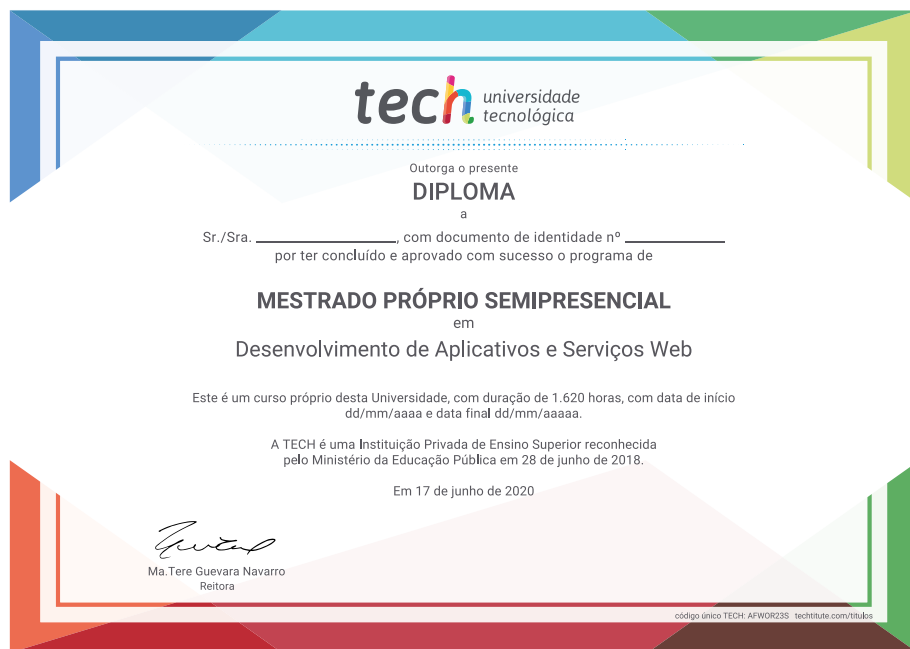 tech universidade
tecnológica
Outorga o presente
DIPLOMA
a
Sr./Sra. ____________, com documento de identidade nº ____________
por ter concluído e aprovado com sucesso o programa de
MESTRADO PRÓPRIO SEMIPRESENCIAL
em
Desenvolvimento de Aplicativos e Serviços Web
Este é um curso próprio desta Universidade, com duração de 1.620 horas, com data de início
dd/mm/aaaa e data final dd/mm/aaaaa.
A TECH é uma Instituição Privada de Ensino Superior reconhecida
pelo Ministério da Educação Pública em 28 de junho de 2018.
Em 17 de junho de 2020
Ma.Tere Guevara Navarro
Reitora
código único TECH: AFWOR23S techtitute.com/titulos